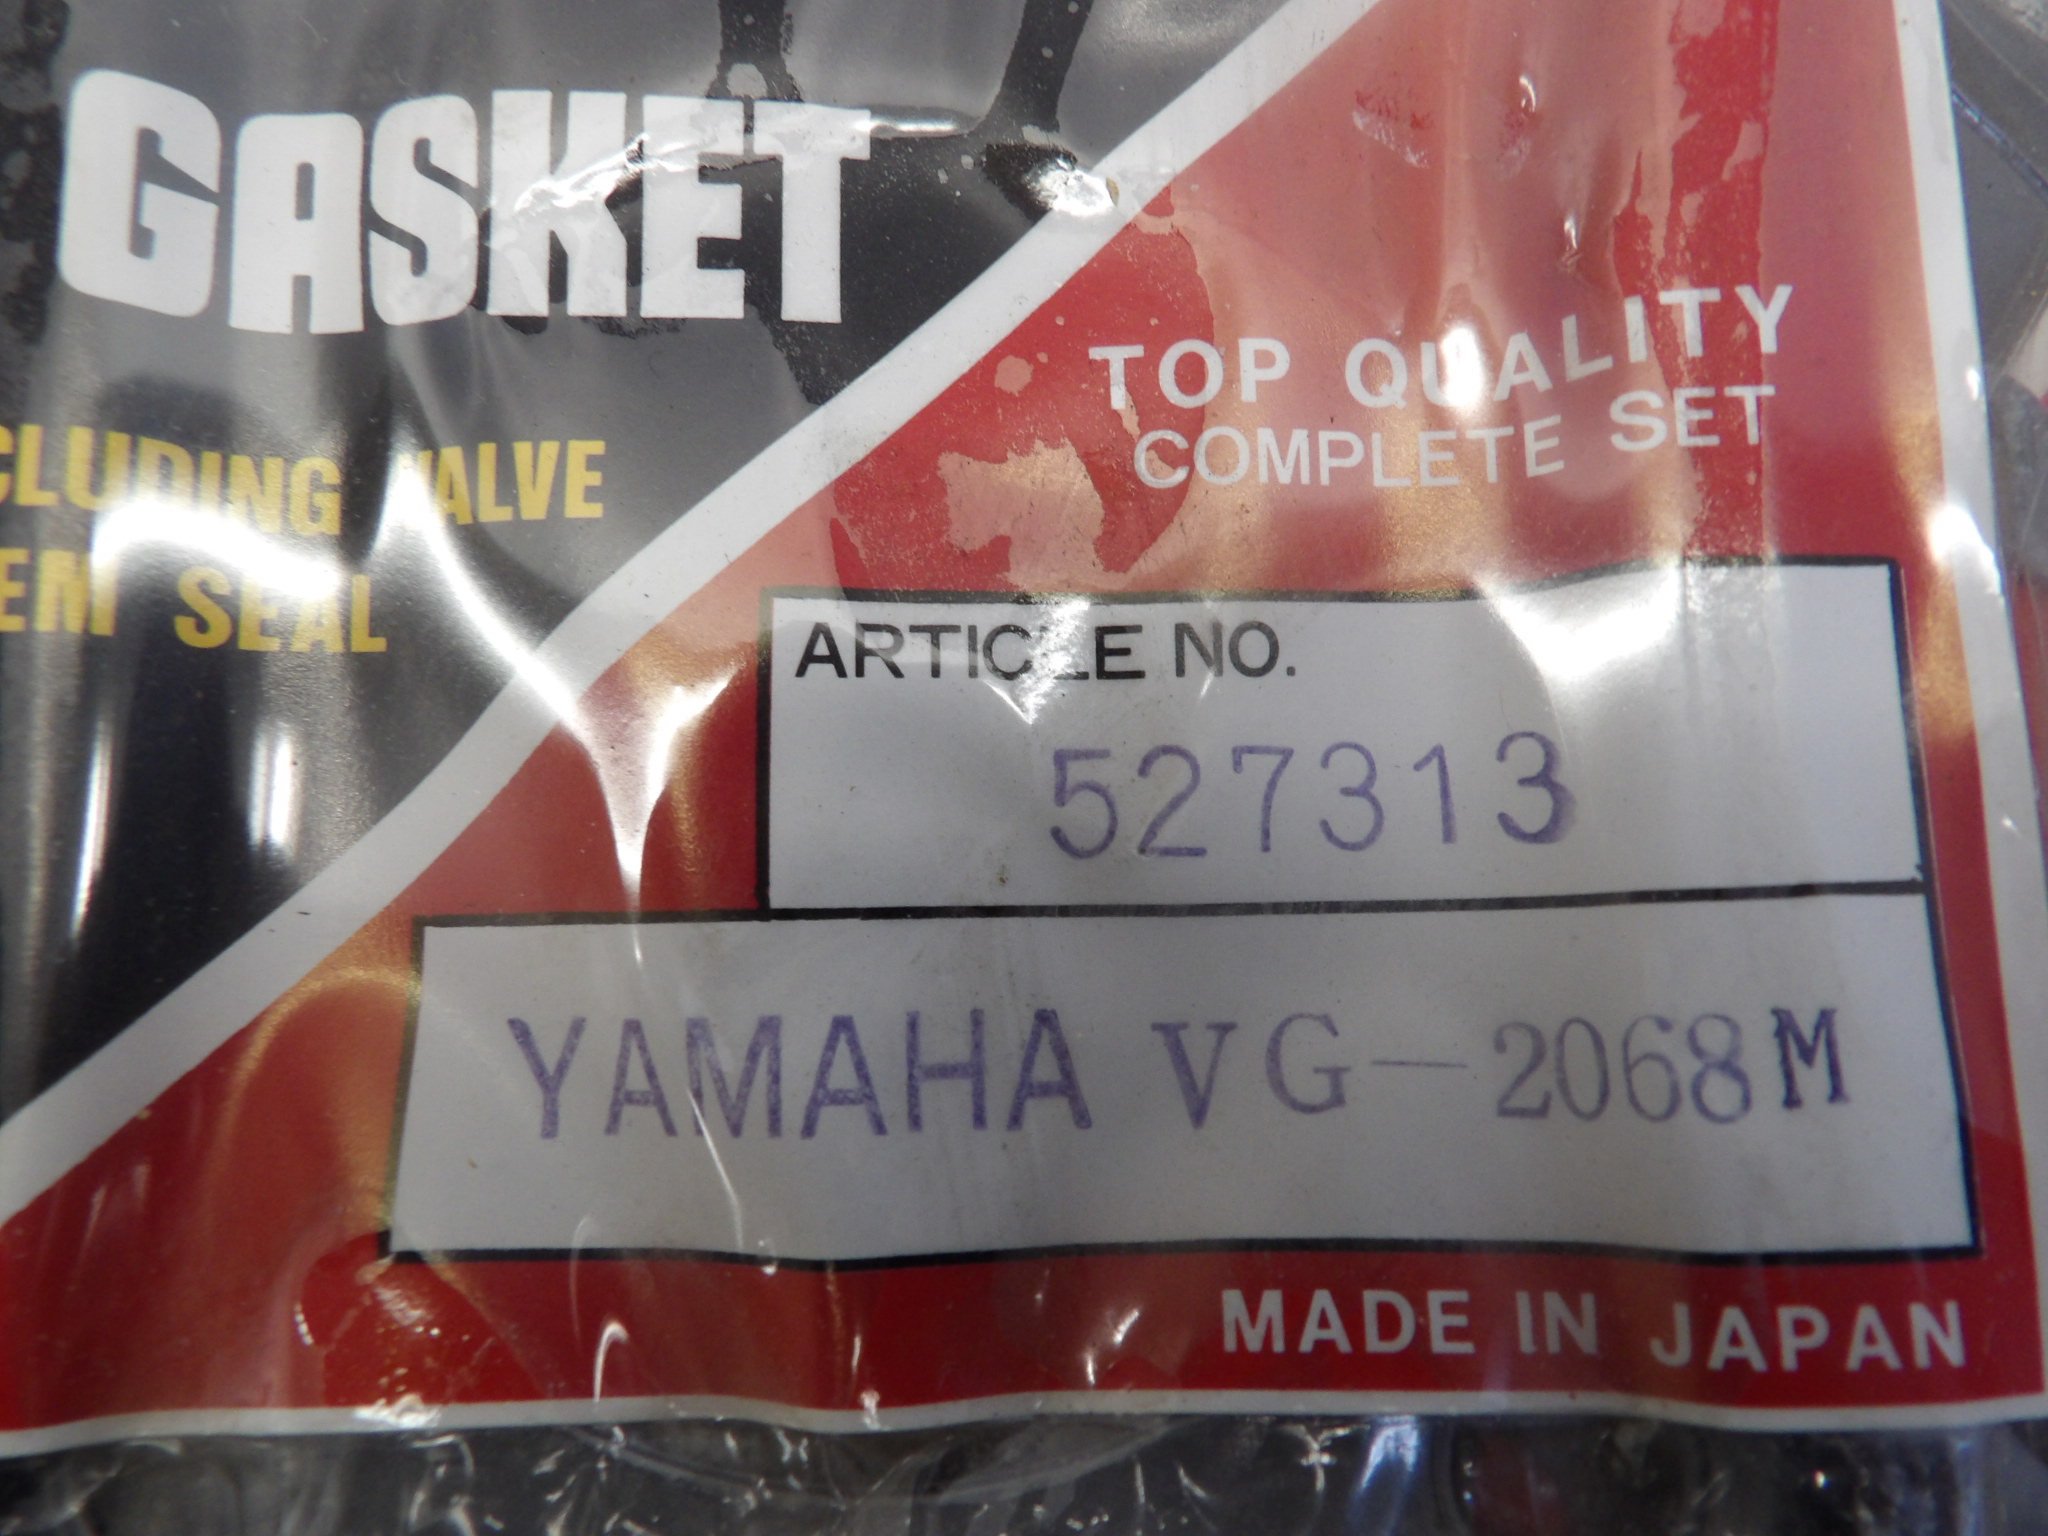 GASKET
TOP QUALITY
COMPLETE SET
CLUDING VALVE
EM SEAL
ARTICLE NO.
527313
YAMAHA VG-2068M
MADE IN JAPAN